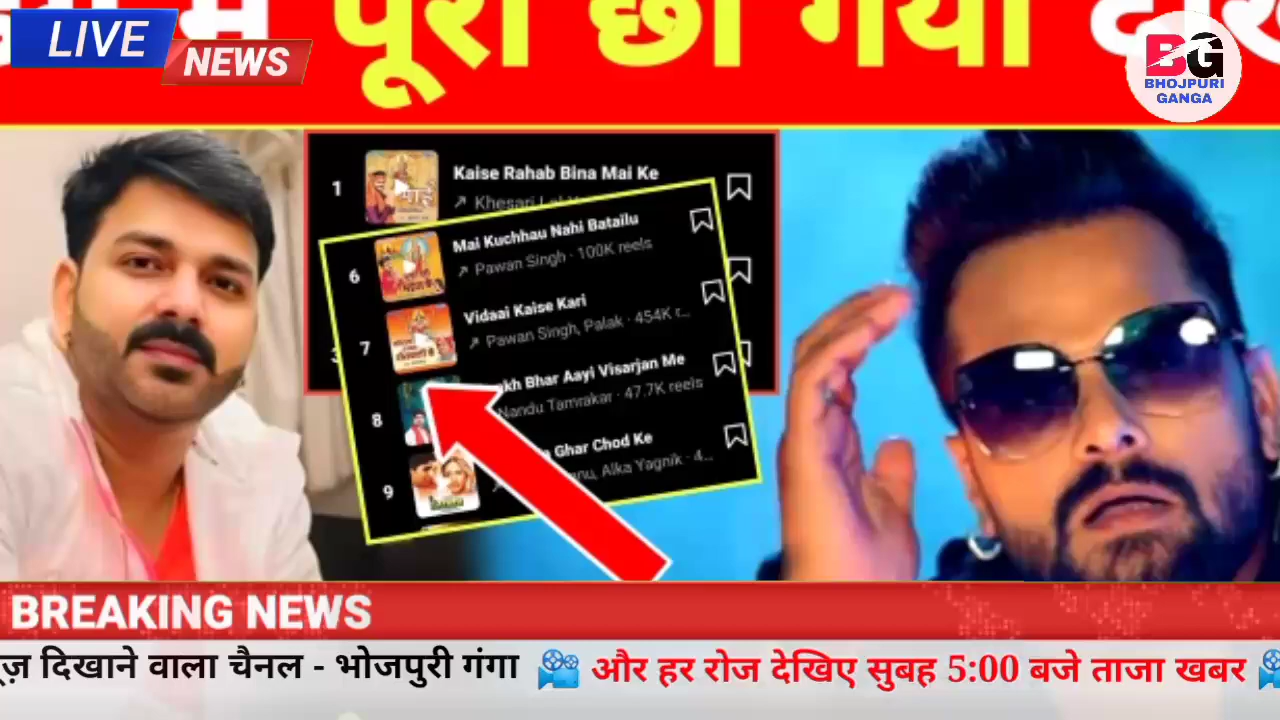 LIVE
NEWS
में पूरा छा गया
BG
BHOJPURI
GANGA
1
Kaise Rahab Bina Mai Ke
Khesari
6
Mai Kuchhau Nahi Batailu
Pawan Singh · 100K reels
7
Vidaai Kaise Kari
Pawan Singh, Palak · 454K r...
8
Bhar Aayi Visarjan Me
Nandu Tamrakar · 47.7K reels
9
Ghar Chod Ke
Alka Yagnik · 4...
BREAKING NEWS
दिखाने वाला चैनल - भोजपुरी गंगा और हर रोज देखिए सुबह 5:00 बजे ताजा खबर